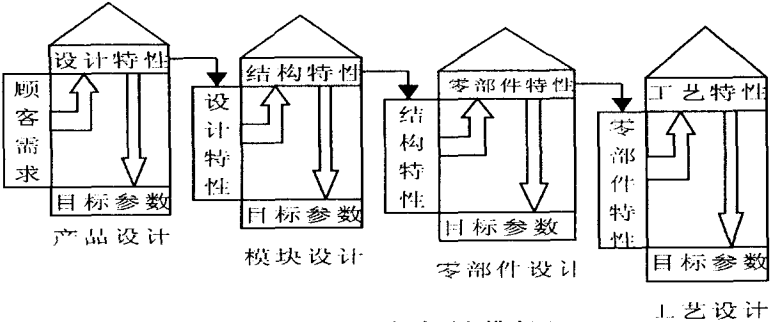 设计特性
顾客需求
目标参数
产品设计
结构特性
设计特性
目标参数
模块设计
零部件特性
结构特性
目标参数
零部件设计
工艺特性
零部件特性
目标参数
工艺设计